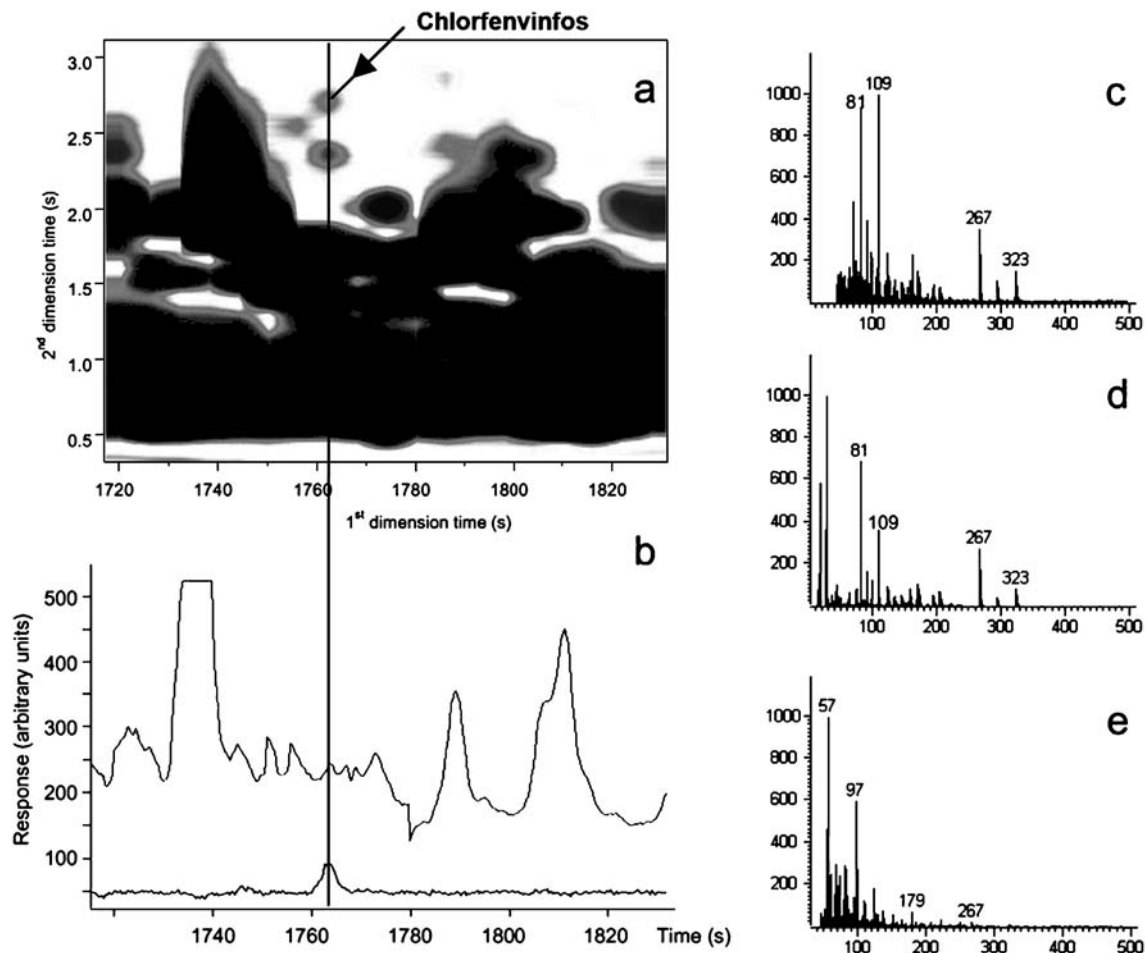 Chlorfenvinfos
a
3.0
2.5
2.0
1.5
1.0
0.5
2nd dimension time (s)
1720 1740 1760 1780 1800 1820
1st dimension time (s)
b
500
400
300
200
100
Response (arbitrary units)
1740 1760 1780 1800 1820 Time (s)
c
1000
800
600
400
200
81
109
267
323
100 200 300 400 500
d
1000
800
600
400
200
81
109
267
323
100 200 300 400 500
e
1000
800
600
400
200
57
97
179
267
100 200 300 400 500